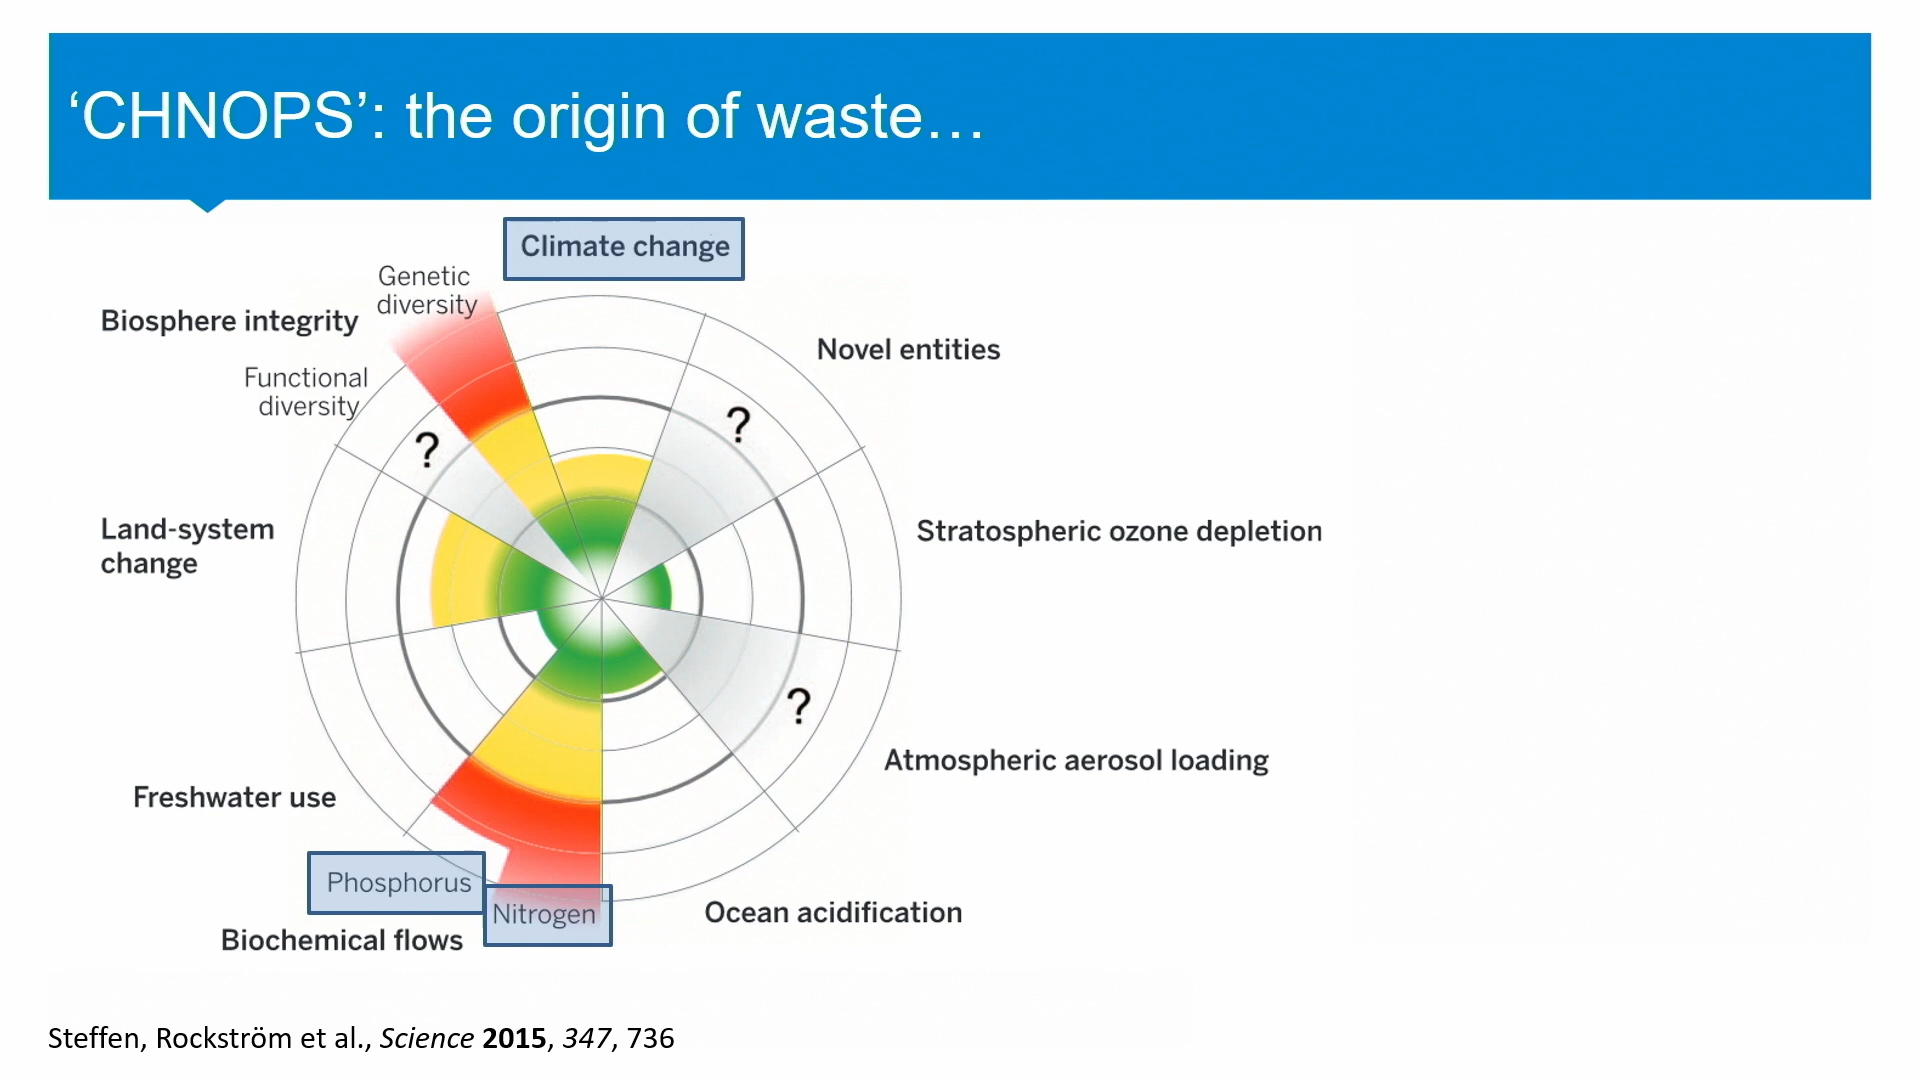 ‘CHNOPS’: the origin of waste…
Climate change
Genetic
diversity
Biosphere integrity
Novel entities
Functional
diversity
?
?
Land-system
change
Stratospheric ozone depletion
?
Atmospheric aerosol loading
Freshwater use
Phosphorus
Nitrogen
Ocean acidification
Biochemical flows
Steffen, Rockström et al., Science 2015, 347, 736